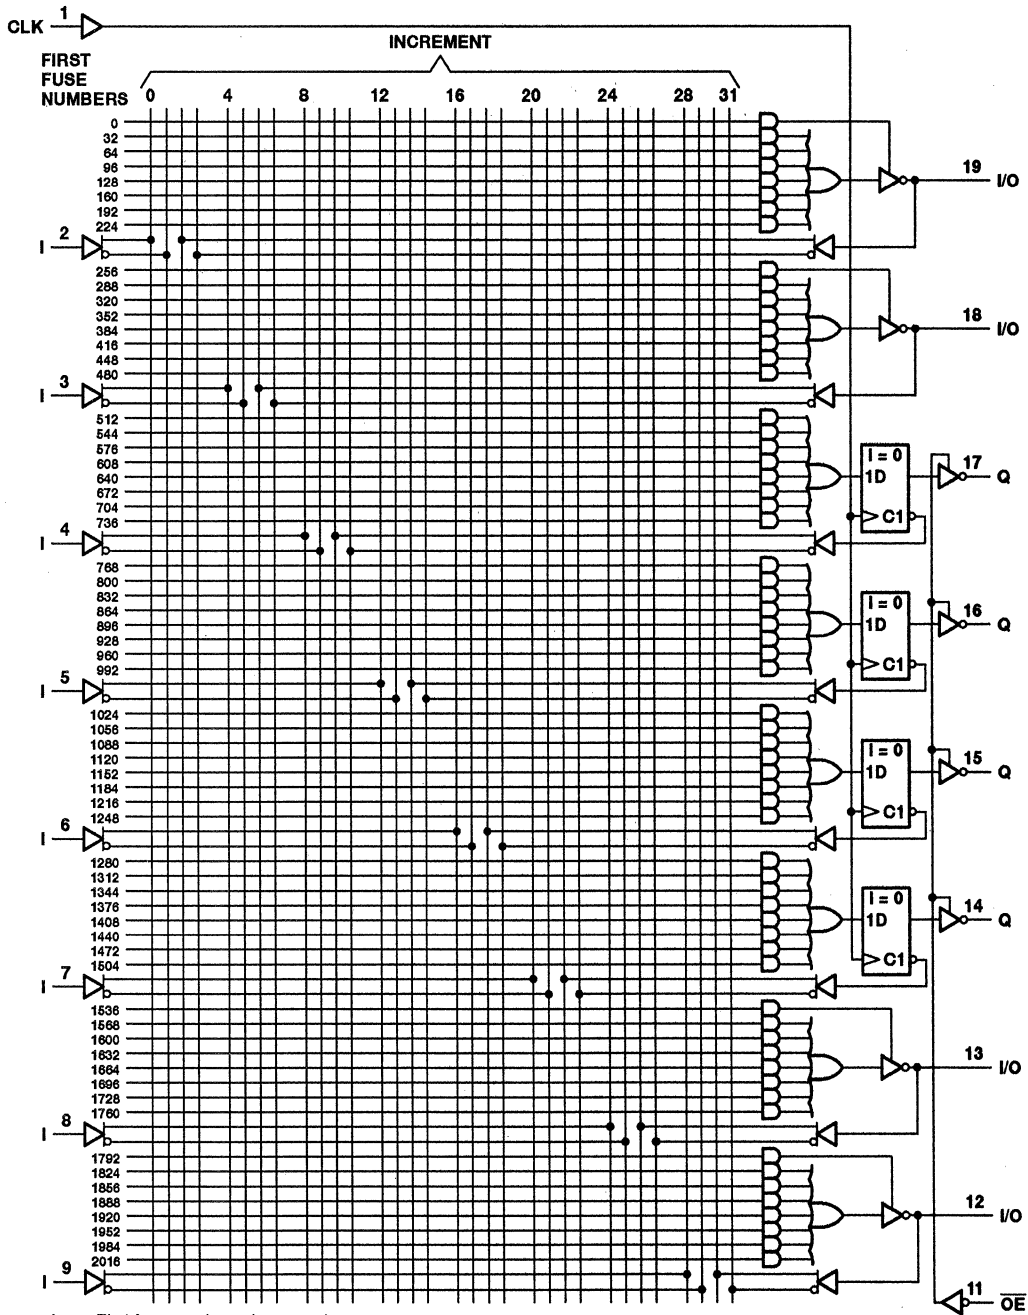 CLK 1
INCREMENT
FIRST
FUSE
NUMBERS 0 4 8 12 16 20 24 28 31
0
32
64
96
128 19 I/O
160
192
224
I 2
256
288
320
352
384 18 I/O
416
448
480
I 3
512
544
576
608 I = 0
640 1D 17 Q
672
704
736 C1
I 4
768
800
832
864 I = 0
896 1D 16 Q
928
960
992 C1
I 5
1024
1056
1088
1120 I = 0
1152 1D 15 Q
1184
1216
1248 C1
I 6
1280
1312
1344
1376 I = 0
1408 1D 14 Q
1440
1472
1504 C1
I 7
1536
1568
1600
1632
1664 13 I/O
1696
1728
1760
I 8
1792
1824
1856
1888
1920 12 I/O
1952
1984
2016
I 9
11 OE